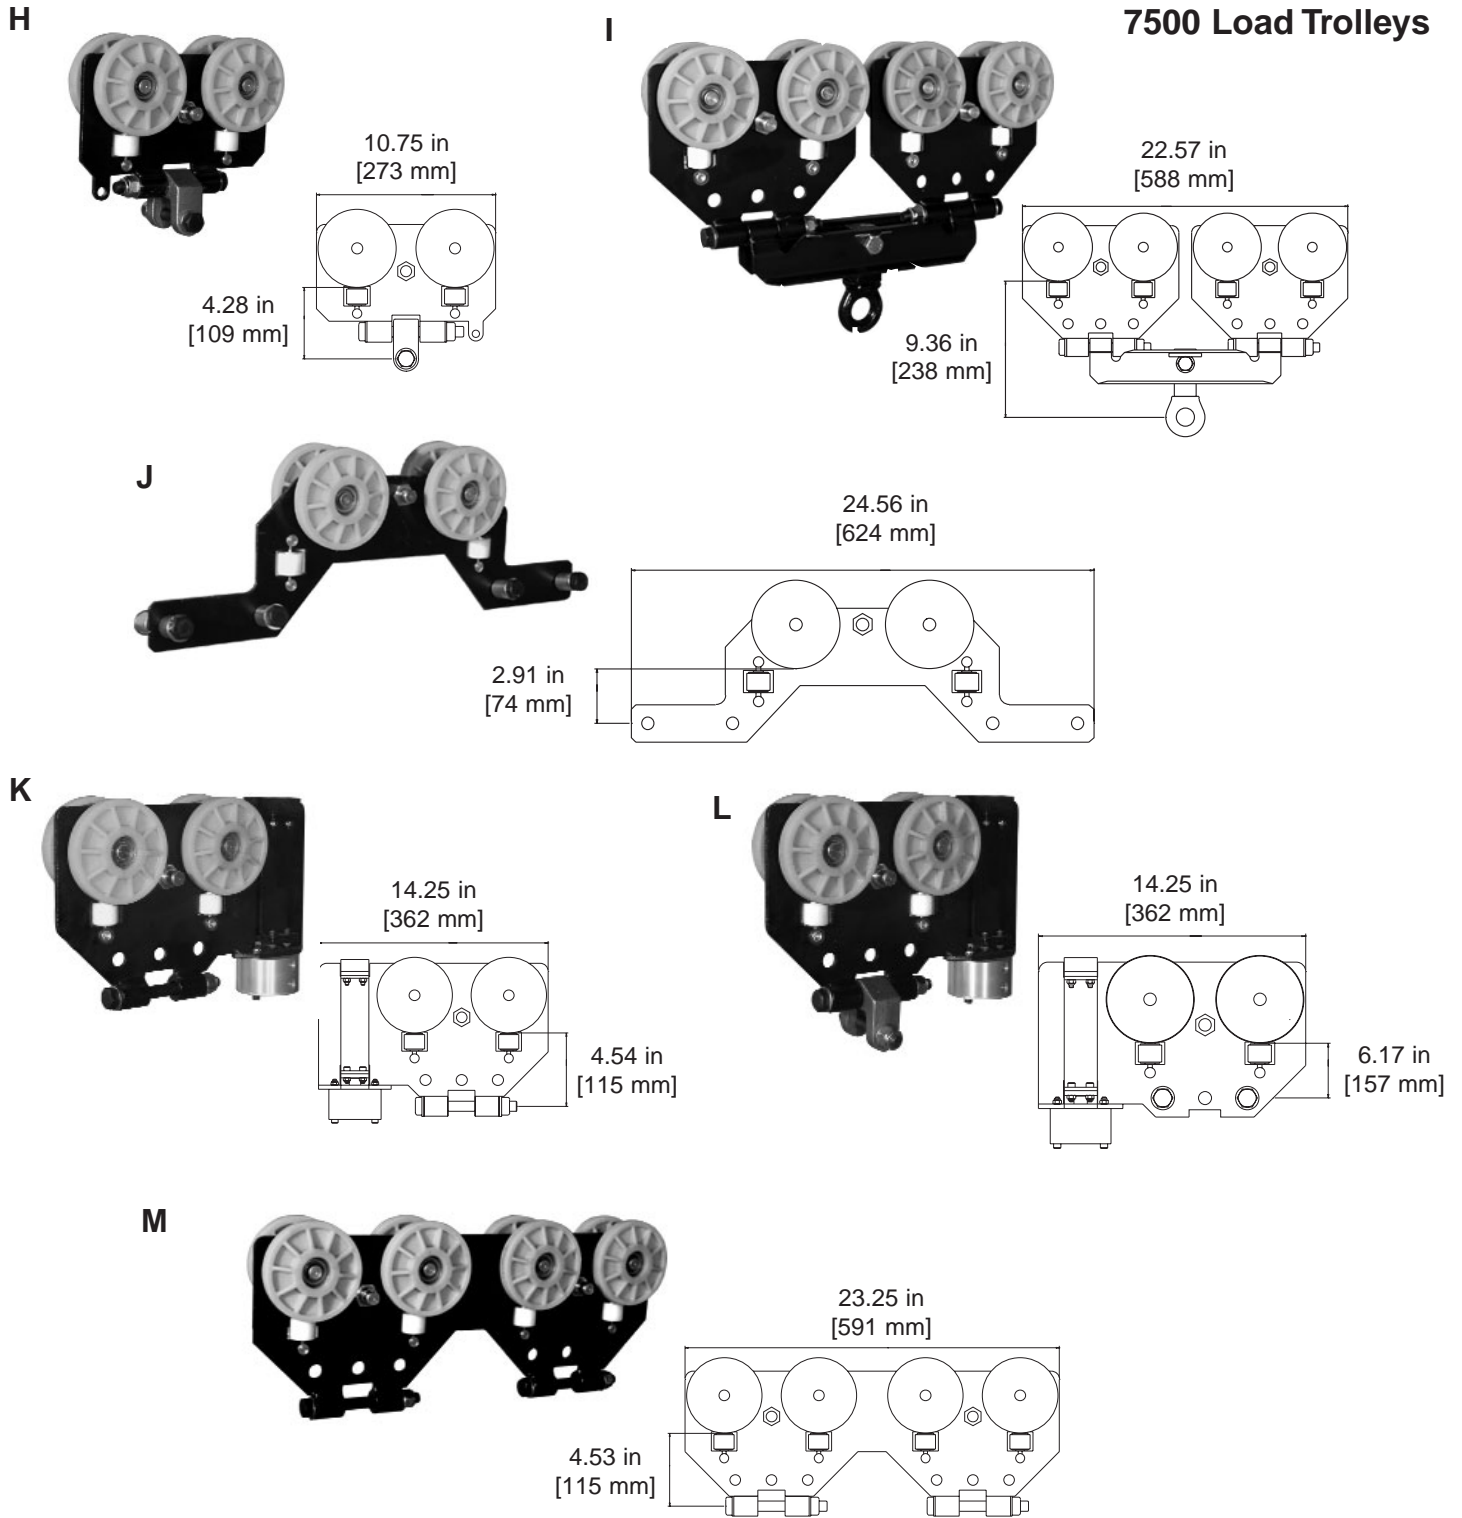 7500 Load Trolleys
H
10.75 in
[273 mm]
4.28 in
[109 mm]
I
22.57 in
[588 mm]
9.36 in
[238 mm]
J
24.56 in
[624 mm]
2.91 in
[74 mm]
K
14.25 in
[362 mm]
4.54 in
[115 mm]
L
14.25 in
[362 mm]
6.17 in
[157 mm]
M
23.25 in
[591 mm]
4.53 in
[115 mm]